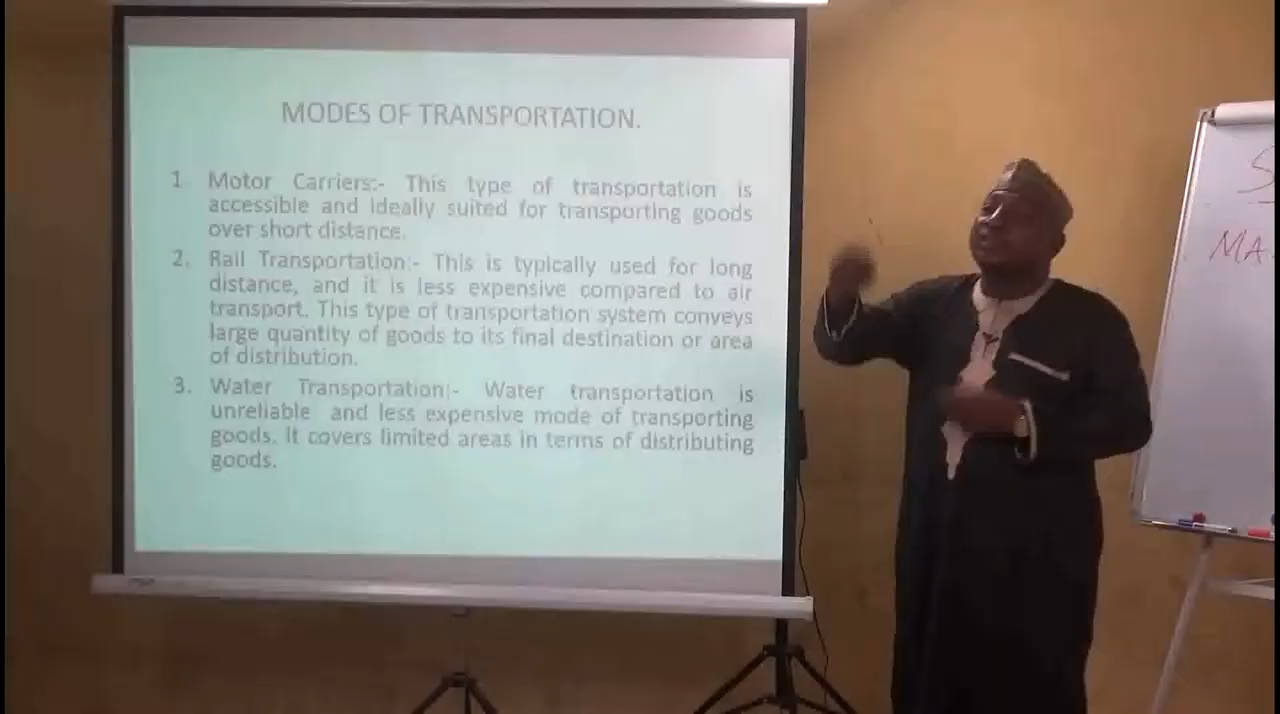 MODES OF TRANSPORTATION.
1. Motor Carriers:- This type of transportation is
accessible and ideally suited for transporting goods
over short distance.
2. Rail Transportation:- This is typically used for long
distance, and it is less expensive compared to air
transport. This type of transportation system conveys
large quantity of goods to its final destination or area
of distribution.
3. Water Transportation:- Water transportation is
unreliable and less expensive mode of transporting
goods. It covers limited areas in terms of distributing
goods.
S
MA